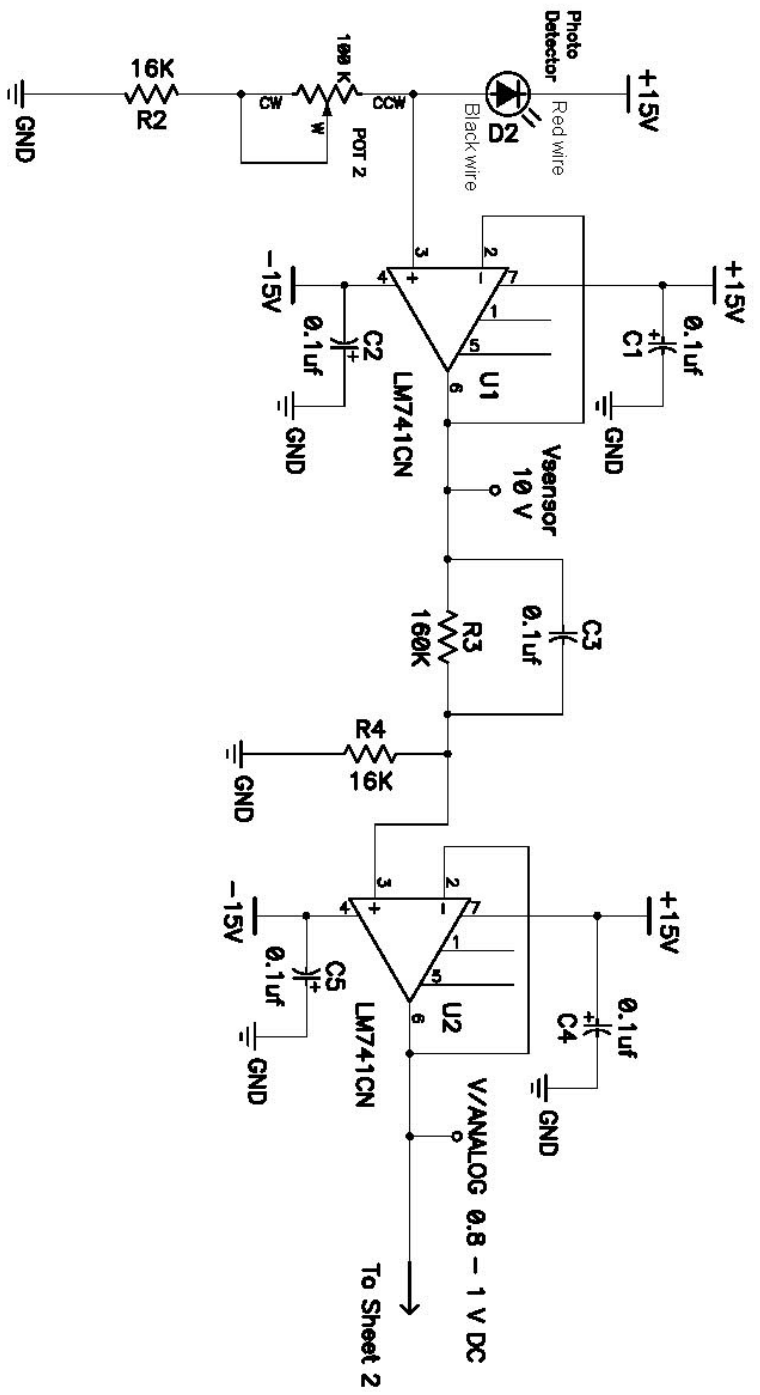 +15V
Photo
Detector
Red wire
D2
Black wire
CCW
100 K
CW
W
POT 2
16K
R2
GND
+15V
0.1uf
C1
+
GND
2
3
-
+
7
4
1
5
6
U1
LM741CN
-15V
C2
+
0.1uf
GND
Vsensor
10 V
C3
0.1uf
R3
160K
R4
16K
GND
+15V
0.1uf
C4
+
GND
2
3
-
+
7
4
1
5
6
U2
LM741CN
-15V
C5
+
0.1uf
GND
V/ANALOG 0.8 - 1 V DC
To Sheet 2